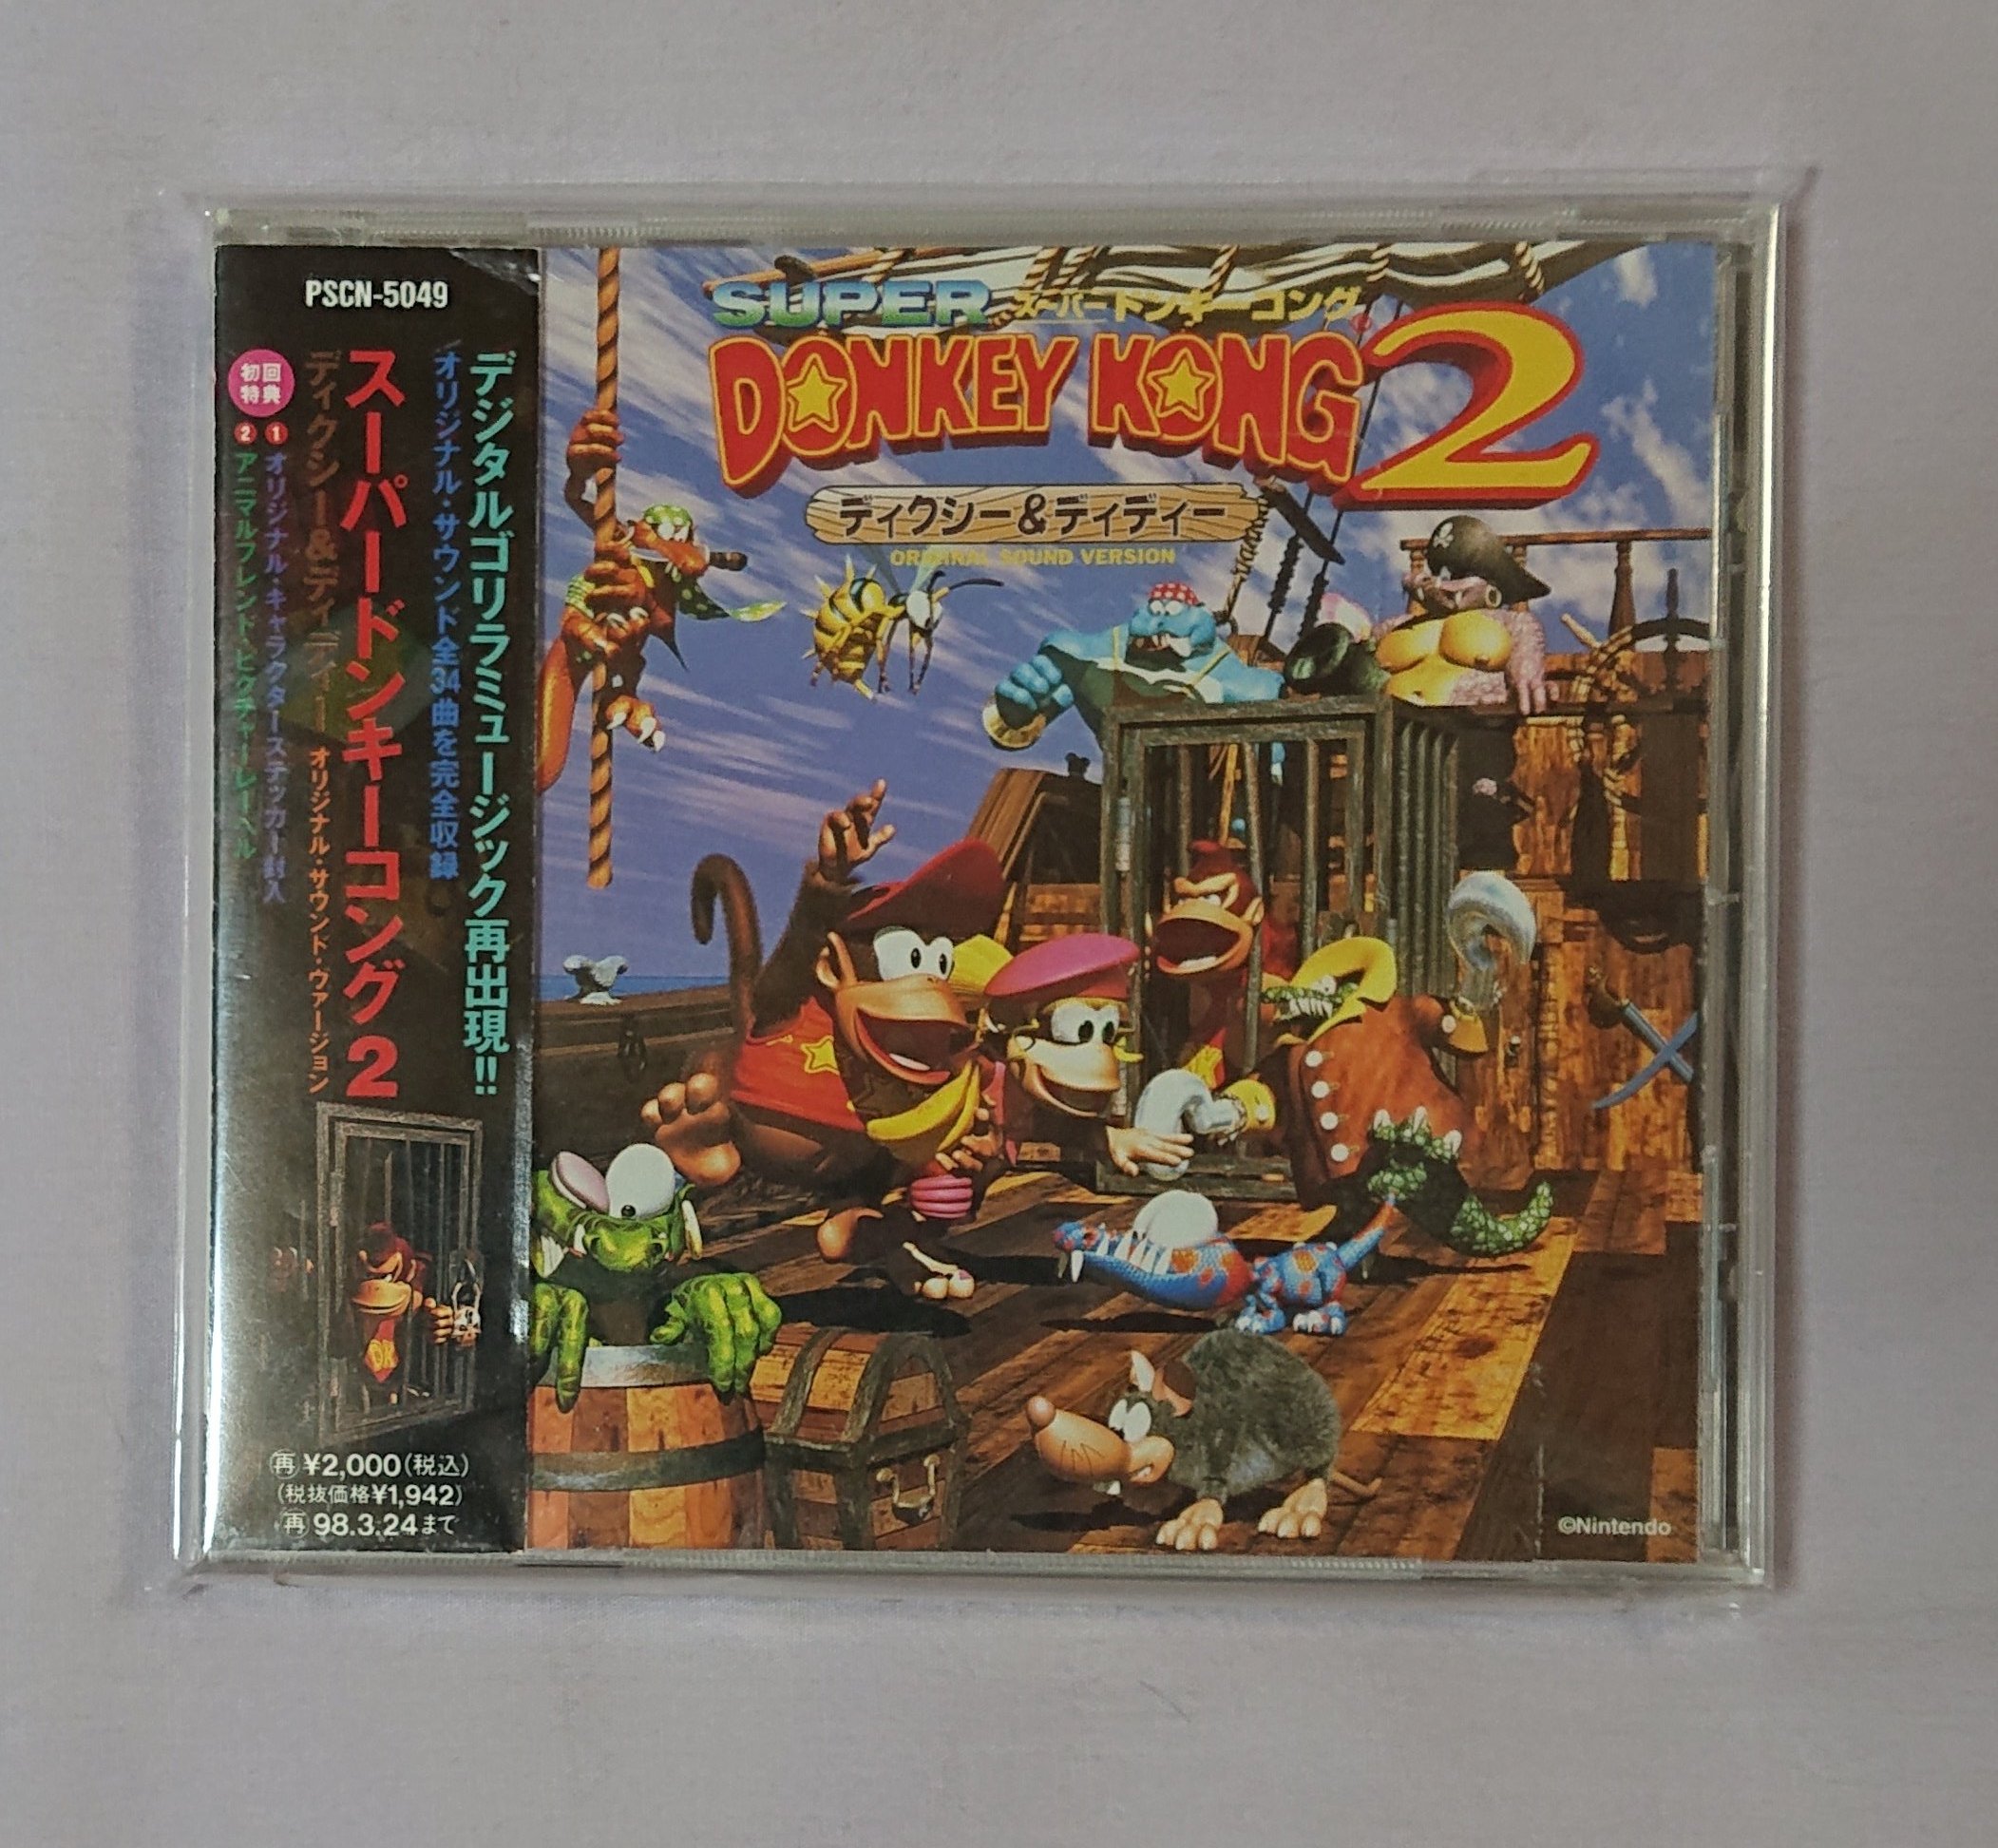 PSCN-5049
デジタルゴリラミュージック再出現!!
オリジナル・サウンド全34曲を完全収録
スーパードンキーコング2
ディクシー&ディディー オリジナル・サウンド・ヴァージョン
初回特典
1 オリジナル・キャラクターステッカー封入
2 アニマルフレンド・ピクチャーレーベル
DK
再 ¥2,000(税込)
(税抜価格¥1,942)
再 98.3.24まで
SUPER スーパードンキーコング
DONKEY KONG 2
ディクシー&ディディー
ORIGINAL SOUND VERSION
©Nintendo